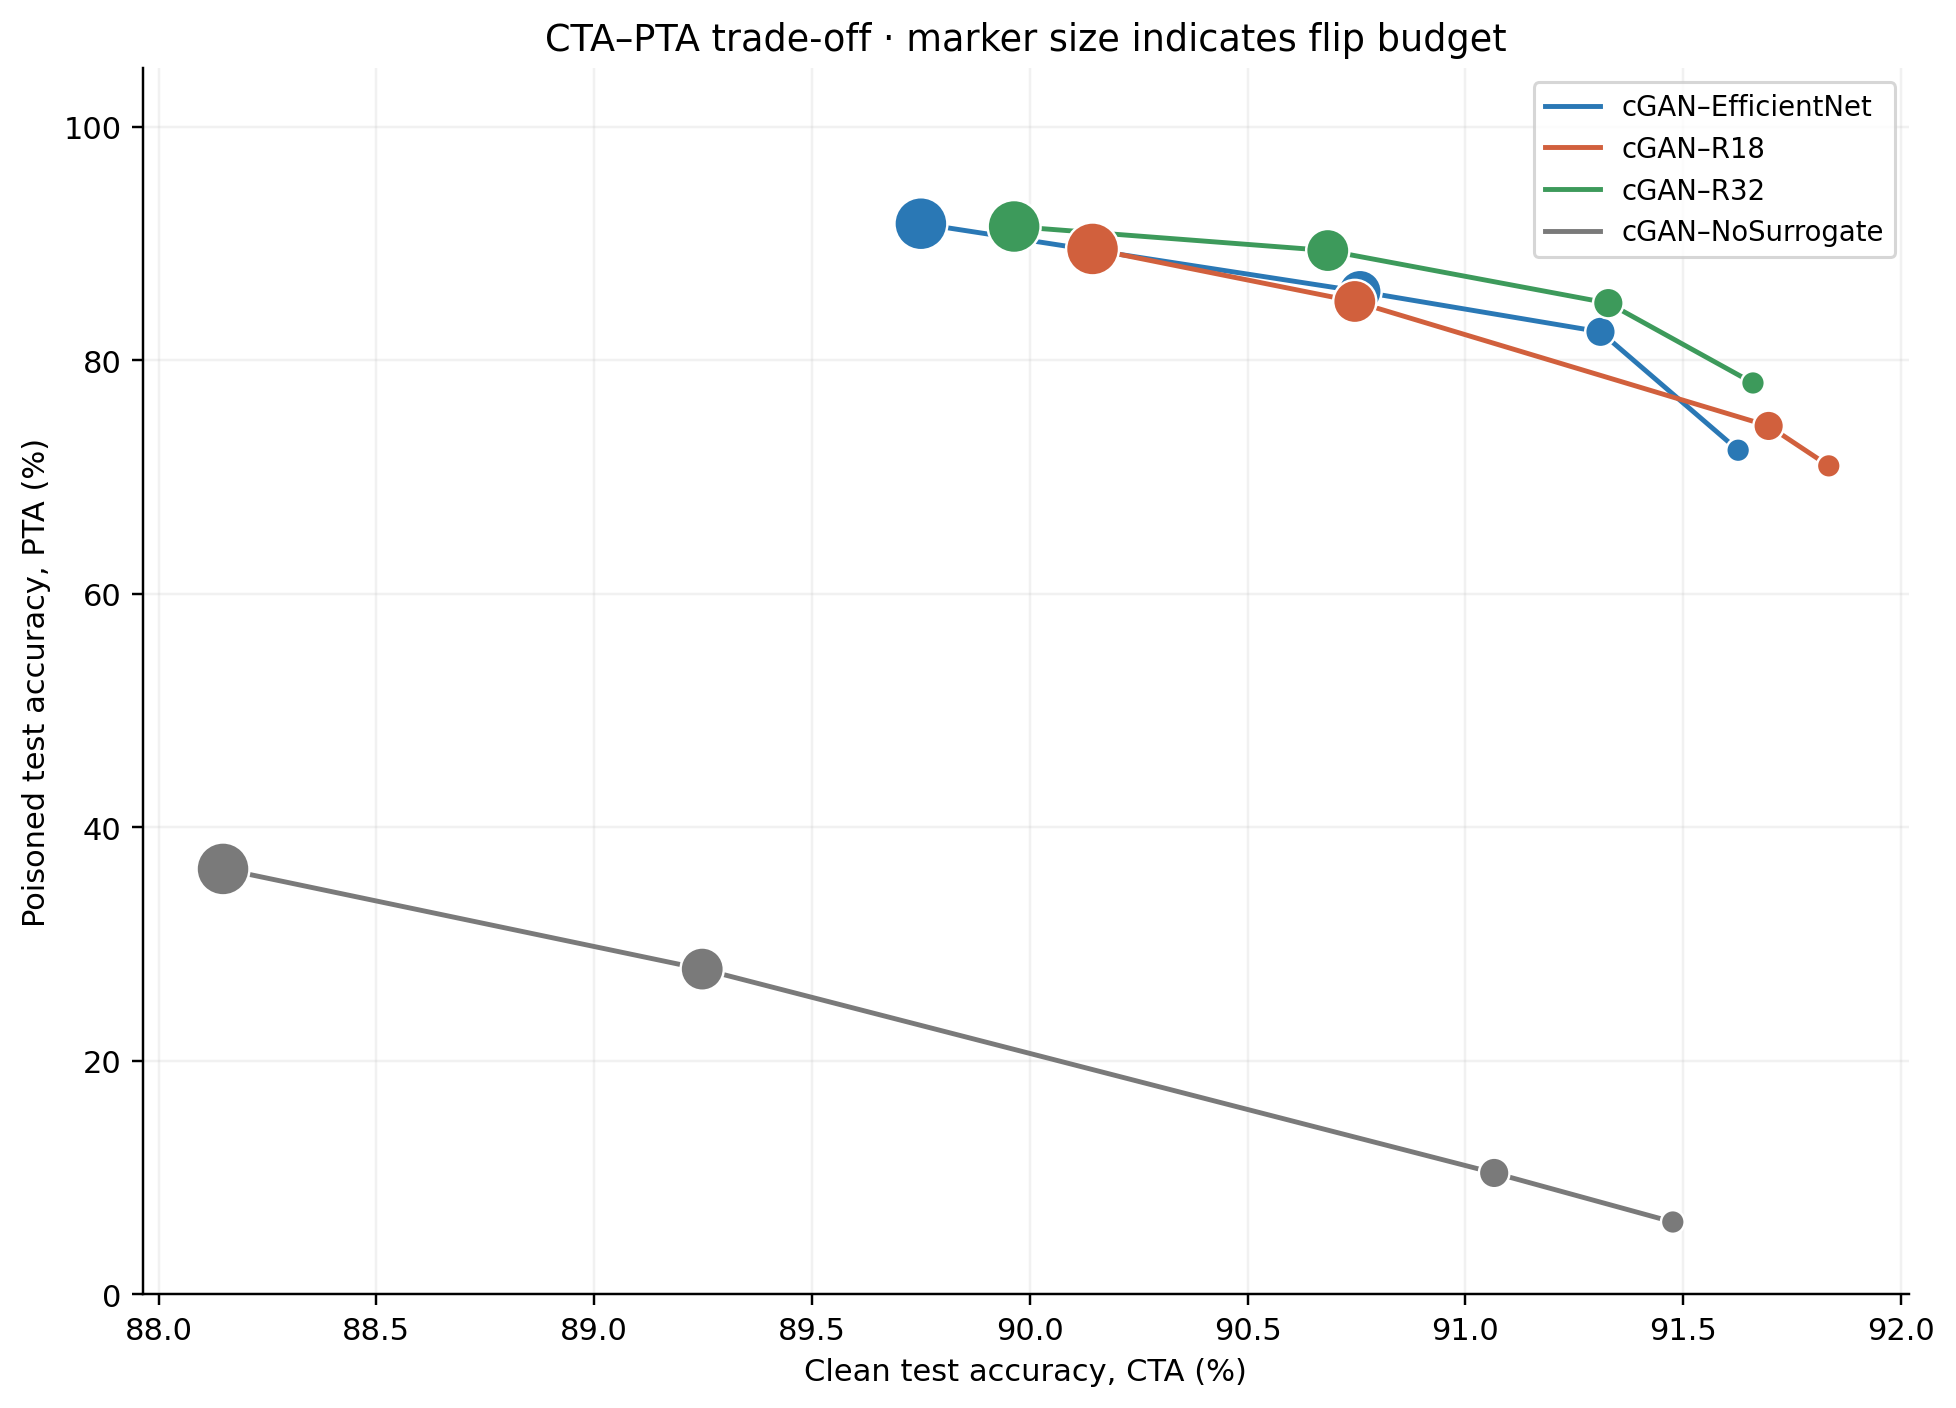 CTA–PTA trade-off · marker size indicates flip budget
cGAN–EfficientNet
cGAN–R18
cGAN–R32
cGAN–NoSurrogate
Poisoned test accuracy, PTA (%)
100
80
60
40
20
0
88.0 88.5 89.0 89.5 90.0 90.5 91.0 91.5 92.0
Clean test accuracy, CTA (%)